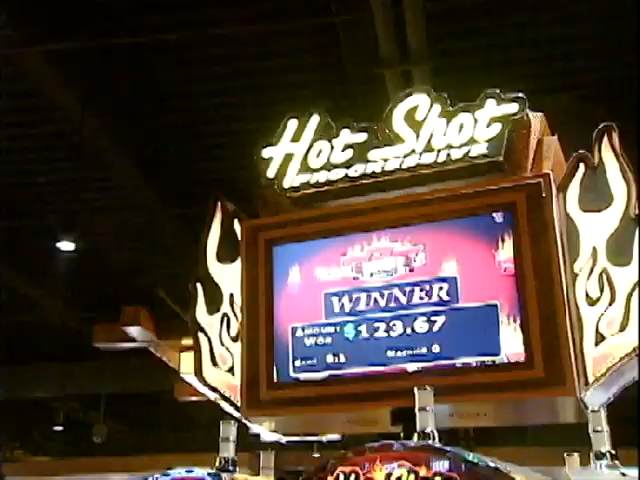 Hot Shot
PROGRESSIVE
WINNER
AMOUNT $123.67
WON